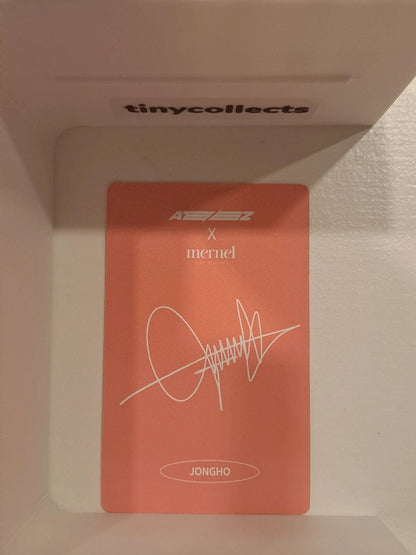 tinycollects
ATEEZ
X
mernel
JONGHO